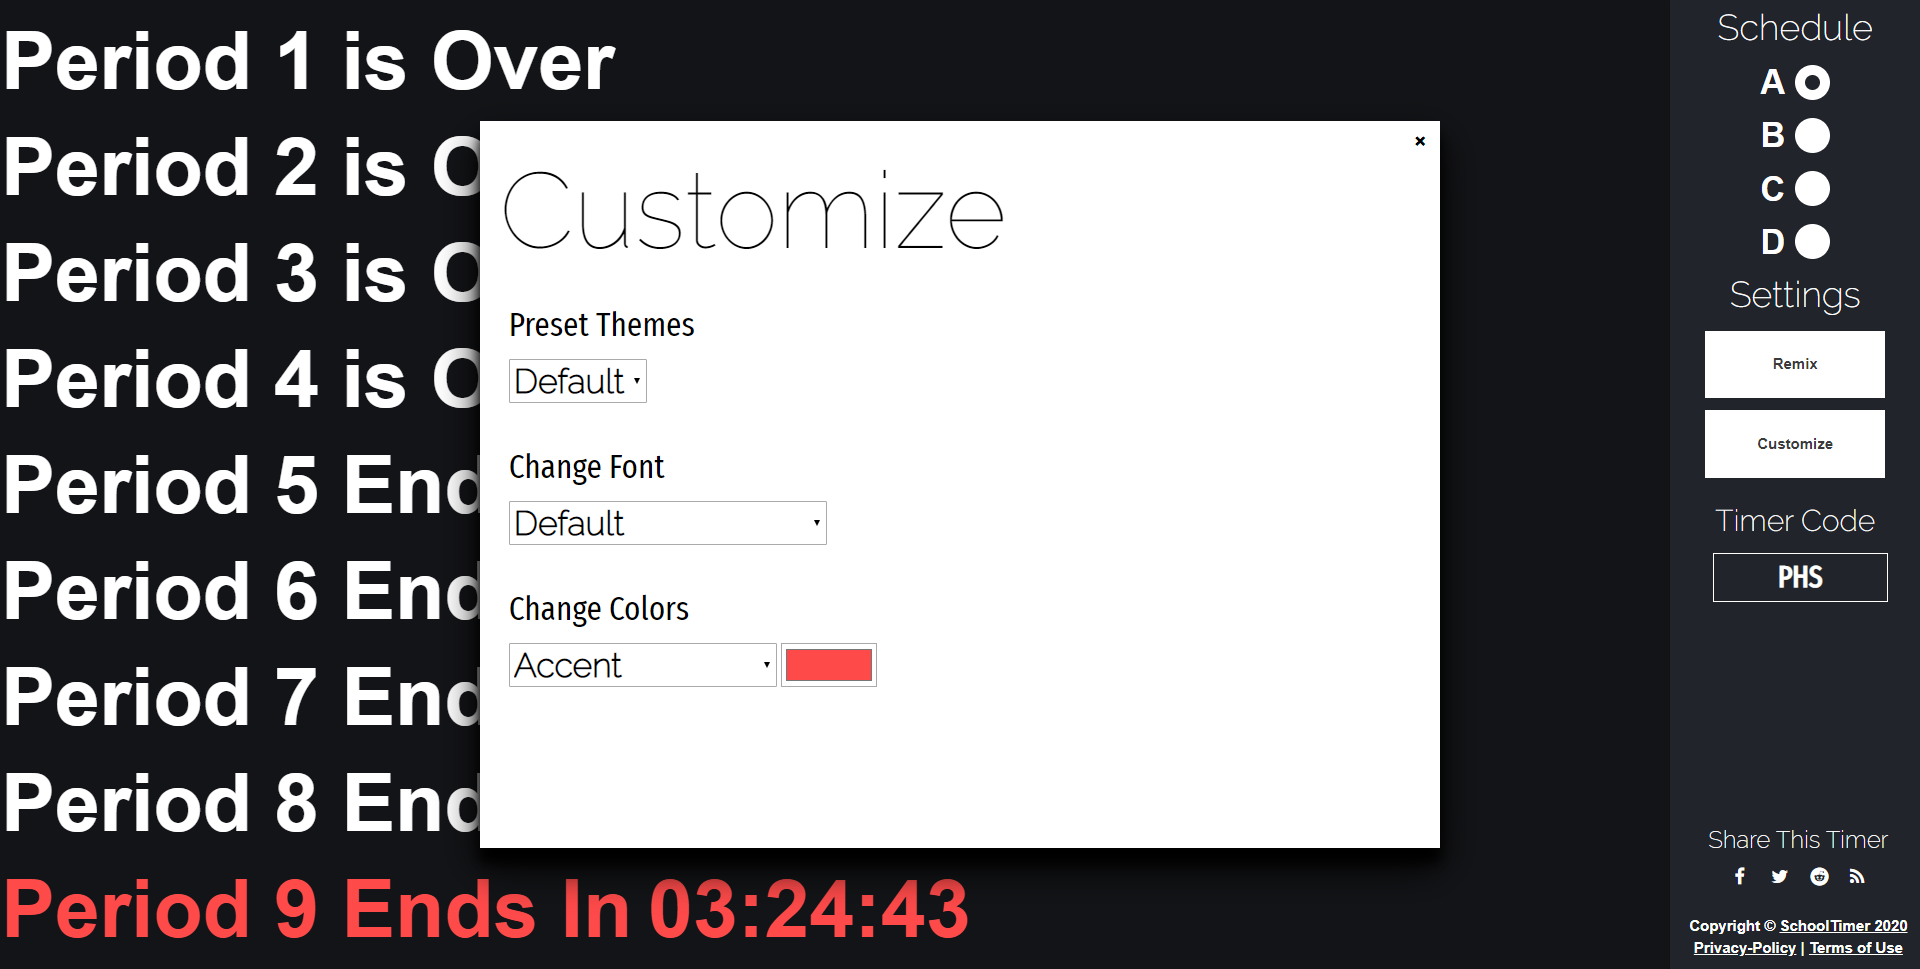 Period 1 is Over
Period 2 is O
Period 3 is O
Period 4 is O
Period 5 End
Period 6 End
Period 7 End
Period 8 End
Period 9 Ends In 03:24:43
×
Customize
Preset Themes
Default
Change Font
Default
Change Colors
Accent
Schedule
A
B
C
D
Settings
Remix
Customize
Timer Code
PHS
Share This Timer
Copyright © SchoolTimer 2020
Privacy-Policy | Terms of Use